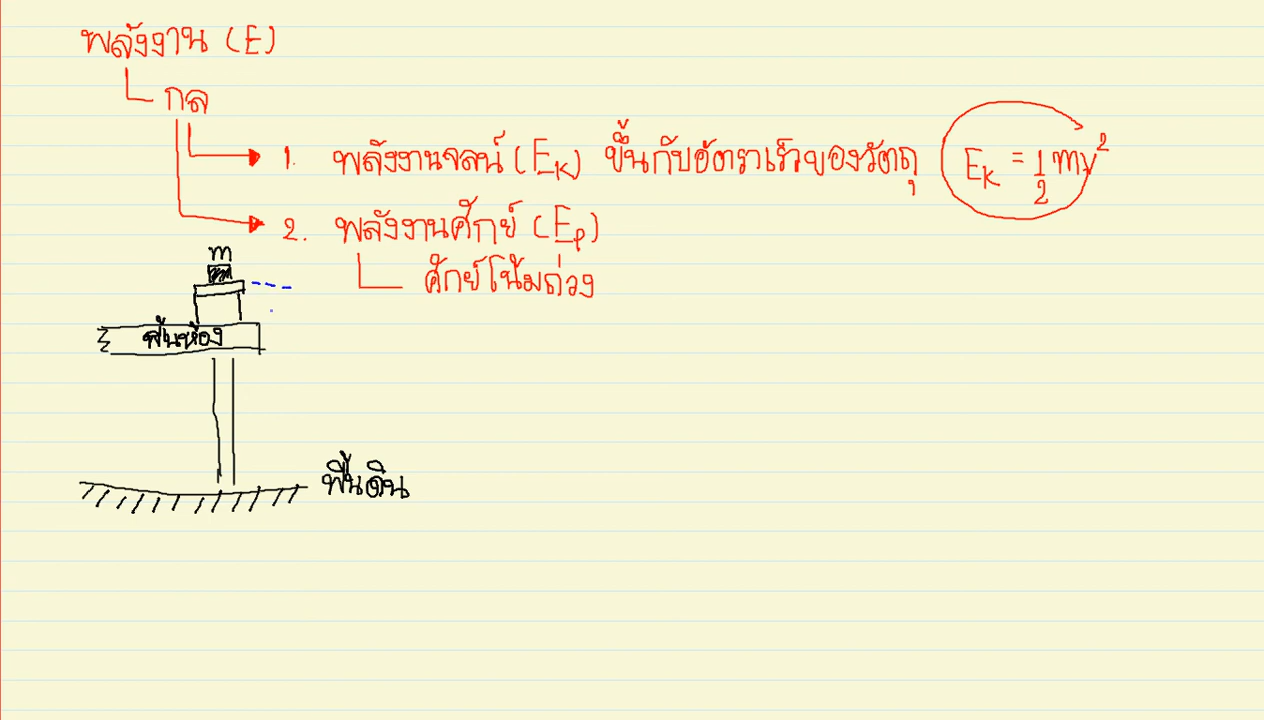 พลังงาน (E)
กล
1. พลังงานจลน์ (Eₖ) ขึ้นกับอัตราเร็วของวัตถุ Eₖ = ½mv²
2. พลังงานศักย์ (Eₚ)
m
ศักย์โน้มถ่วง
พื้นห้อง
พื้นดิน